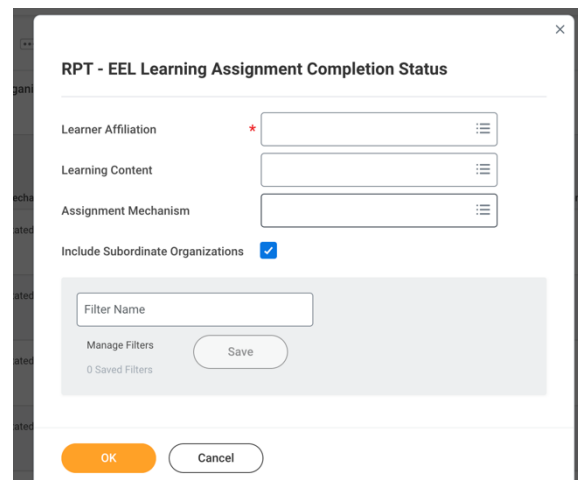 RPT - EEL Learning Assignment Completion Status
Learner Affiliation *
Learning Content
Assignment Mechanism
Include Subordinate Organizations
Filter Name
Manage Filters
Save
0 Saved Filters
OK
Cancel